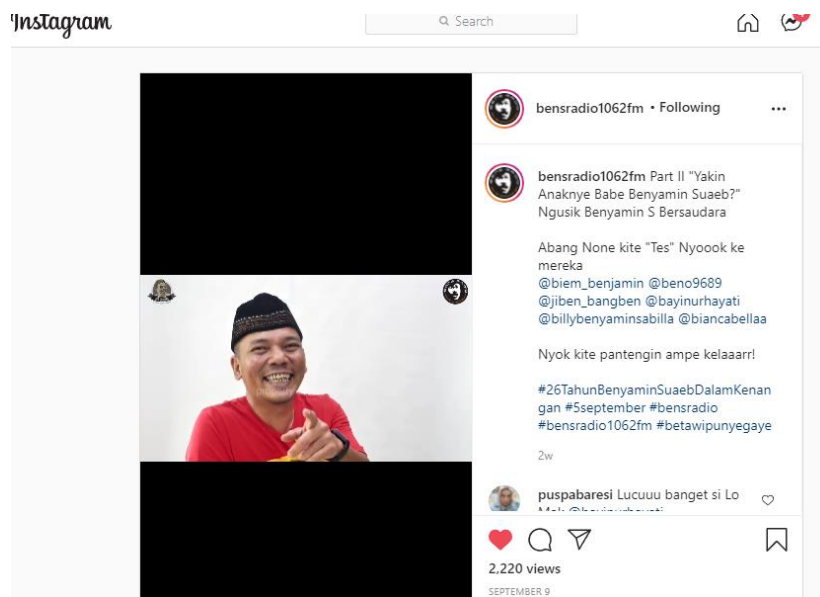 Instagram
Search
bensradio1062fm • Following
bensradio1062fm Part II "Yakin
Anaknye Babe Benyamin Suaeb?"
Ngusik Benyamin S Bersaudara
Abang None kite "Tes" Nyoook ke
mereka
@biem_benjamin @beno9689
@jiben_bangben @bayinurhayati
@billybenyaminsabilla @biancabellaa
Nyok kite pantengin ampe kelaaarr!
#26TahunBenyaminSuaebDalamKenan
gan #5september #bensradio
#bensradio1062fm #betawipunyegaye
2w
puspabaresi Lucuuu banget si Lo
2,220 views
SEPTEMBER 9